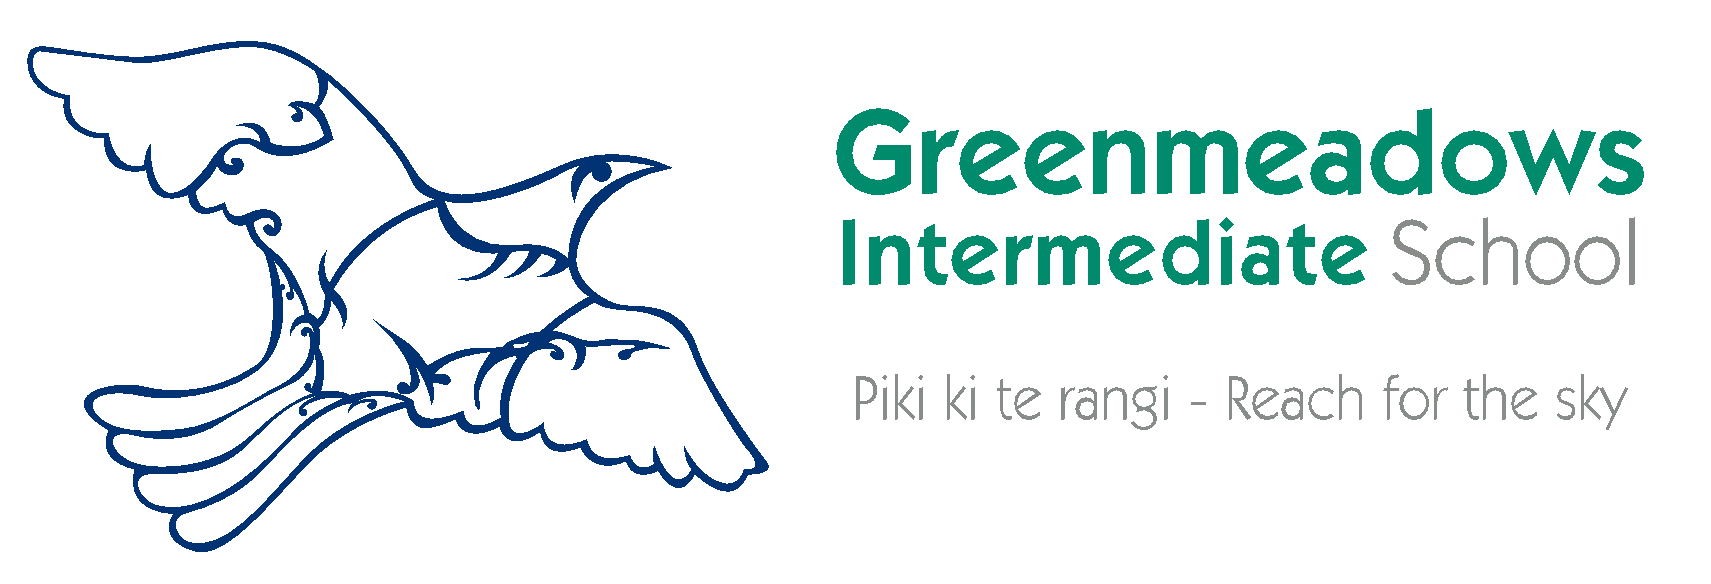 Greenmeadows
Intermediate School
Piki ki te rangi - Reach for the sky